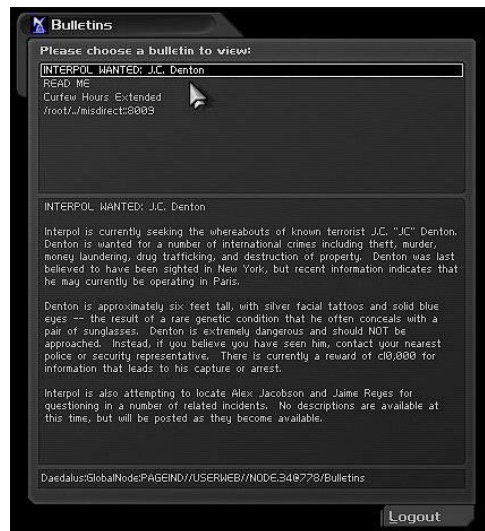 Bulletins
Please choose a bulletin to view:
INTERPOL WANTED: J.C. Denton
READ ME
Curfew Hours Extended
/root/../misdirect::8009
INTERPOL WANTED: J.C. Denton
Interpol is currently seeking the whereabouts of known terrorist J.C. "JC" Denton.
Denton is wanted for a number of international crimes including theft, murder,
money laundering, drug trafficking, and destruction of property.  Denton was last
believed to have been sighted in New York, but recent information indicates that
he may currently be operating in Paris.
Denton is approximately six feet tall, with silver facial tattoos and solid blue
eyes -- the result of a rare genetic condition that he often conceals with a
pair of sunglasses.  Denton is extremely dangerous and should NOT be
approached.  Instead, if you believe you have seen him, contact your nearest
police or security representative.  There is currently a reward of c10,000 for
information that leads to his capture or arrest.
Interpol is also attempting to locate Alex Jacobson and Jaime Reyes for
questioning in a number of related incidents.  No descriptions are available at
this time, but will be posted as they become available.
Daedalus:GlobalNode:PAGEIND//USERWEB//NODE.34@778/Bulletins
Logout